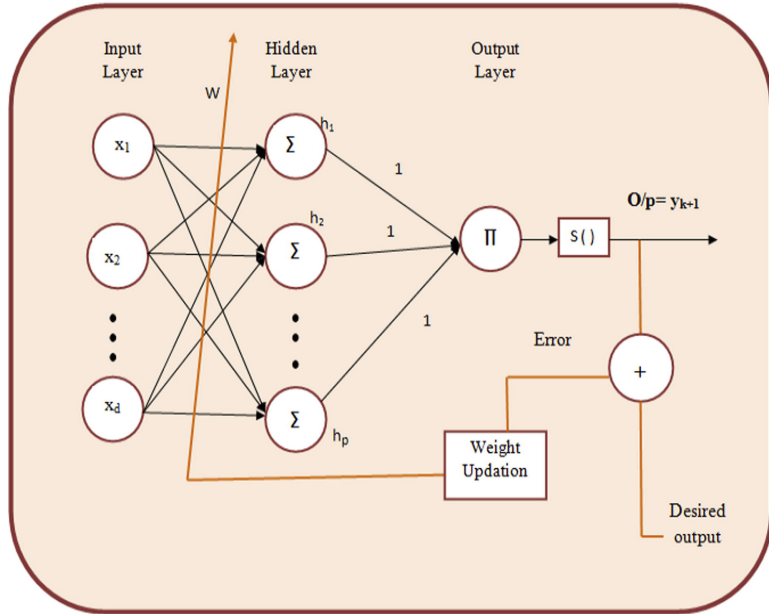 Input
Layer
Hidden
Layer
Output
Layer
W
x1
Σ
h1
1
O/p= yk+1
x2
Σ
h2
1
Π
S ( )
1
Error
+
xd
Σ
hp
Weight
Updation
Desired
output